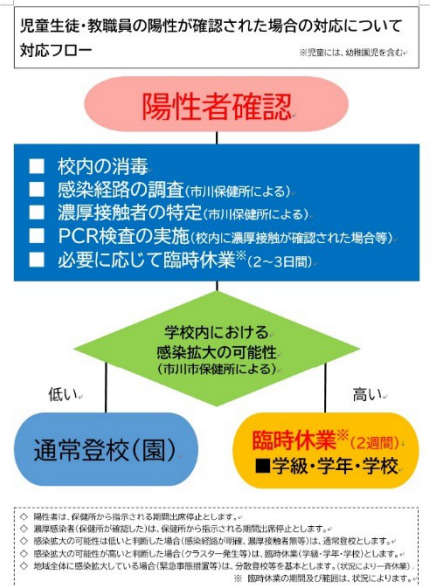 児童生徒・教職員の陽性が確認された場合の対応について
対応フロー
※児童には、幼稚園児を含む
陽性者確認
■ 校内の消毒
■ 感染経路の調査(市川保健所による)
■ 濃厚接触者の特定(市川保健所による)
■ PCR検査の実施(校内に濃厚接触が確認された場合等)
■ 必要に応じて臨時休業※(2~3日間)
学校内における
感染拡大の可能性
(市川市保健所による)
低い
高い
通常登校(園)
臨時休業※(2週間)
■学級・学年・学校
◇ 陽性者は、保健所から指示される期間出席停止とします。
◇ 濃厚感染者(保健所が確認した)は、保健所から指示される期間出席停止とします。
◇ 感染拡大の可能性は低いと判断した場合(感染経路が明確、濃厚接触者無等)は、通常登校とします。
◇ 感染拡大の可能性が高いと判断した場合(クラスター発生等)は、臨時休業(学級・学年・学校)とします。
◇ 地域全体に感染拡大している場合(緊急事態措置等)は、分散登校等を基本とします。(状況により一斉休業)
※ 臨時休業の期間及び範囲は、状況によります。